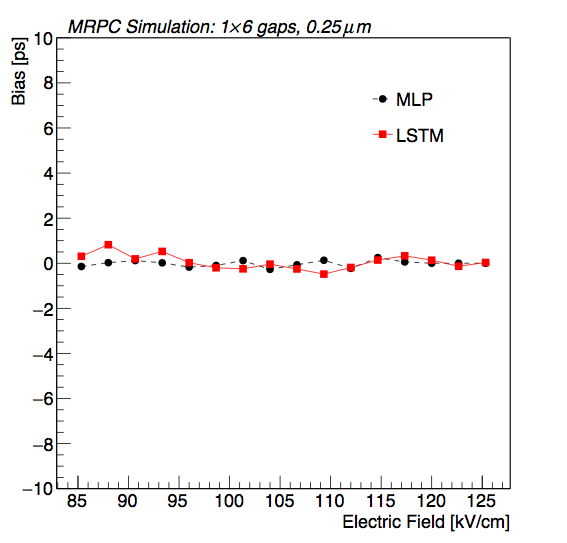 MRPC Simulation: 1×6 gaps, 0.25μm
Bias [ps]
10
8
6
4
2
0
−2
−4
−6
−8
−10
MLP
LSTM
85 90 95 100 105 110 115 120 125
Electric Field [kV/cm]